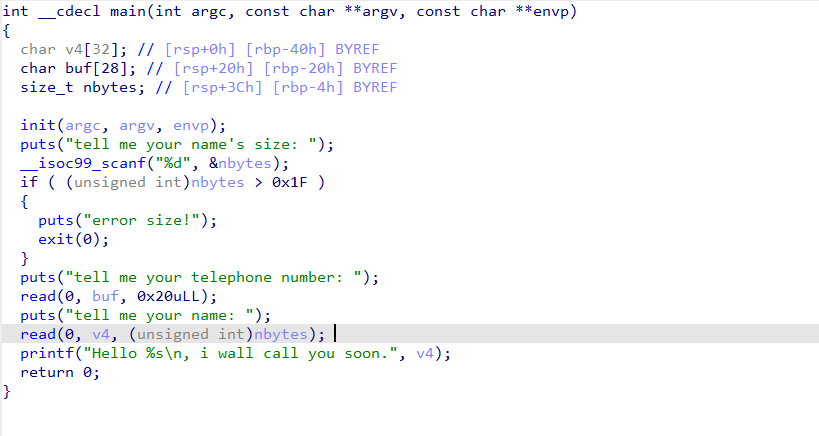 int __cdecl main(int argc, const char **argv, const char **envp)
{
  char v4[32]; // [rsp+0h] [rbp-40h] BYREF
  char buf[28]; // [rsp+20h] [rbp-20h] BYREF
  size_t nbytes; // [rsp+3Ch] [rbp-4h] BYREF

  init(argc, argv, envp);
  puts("tell me your name's size: ");
  __isoc99_scanf("%d", &nbytes);
  if ( (unsigned int)nbytes > 0x1F )
  {
    puts("error size!");
    exit(0);
  }
  puts("tell me your telephone number: ");
  read(0, buf, 0x20uLL);
  puts("tell me your name: ");
  read(0, v4, (unsigned int)nbytes);
  printf("Hello %s\n, i wall call you soon.", v4);
  return 0;
}